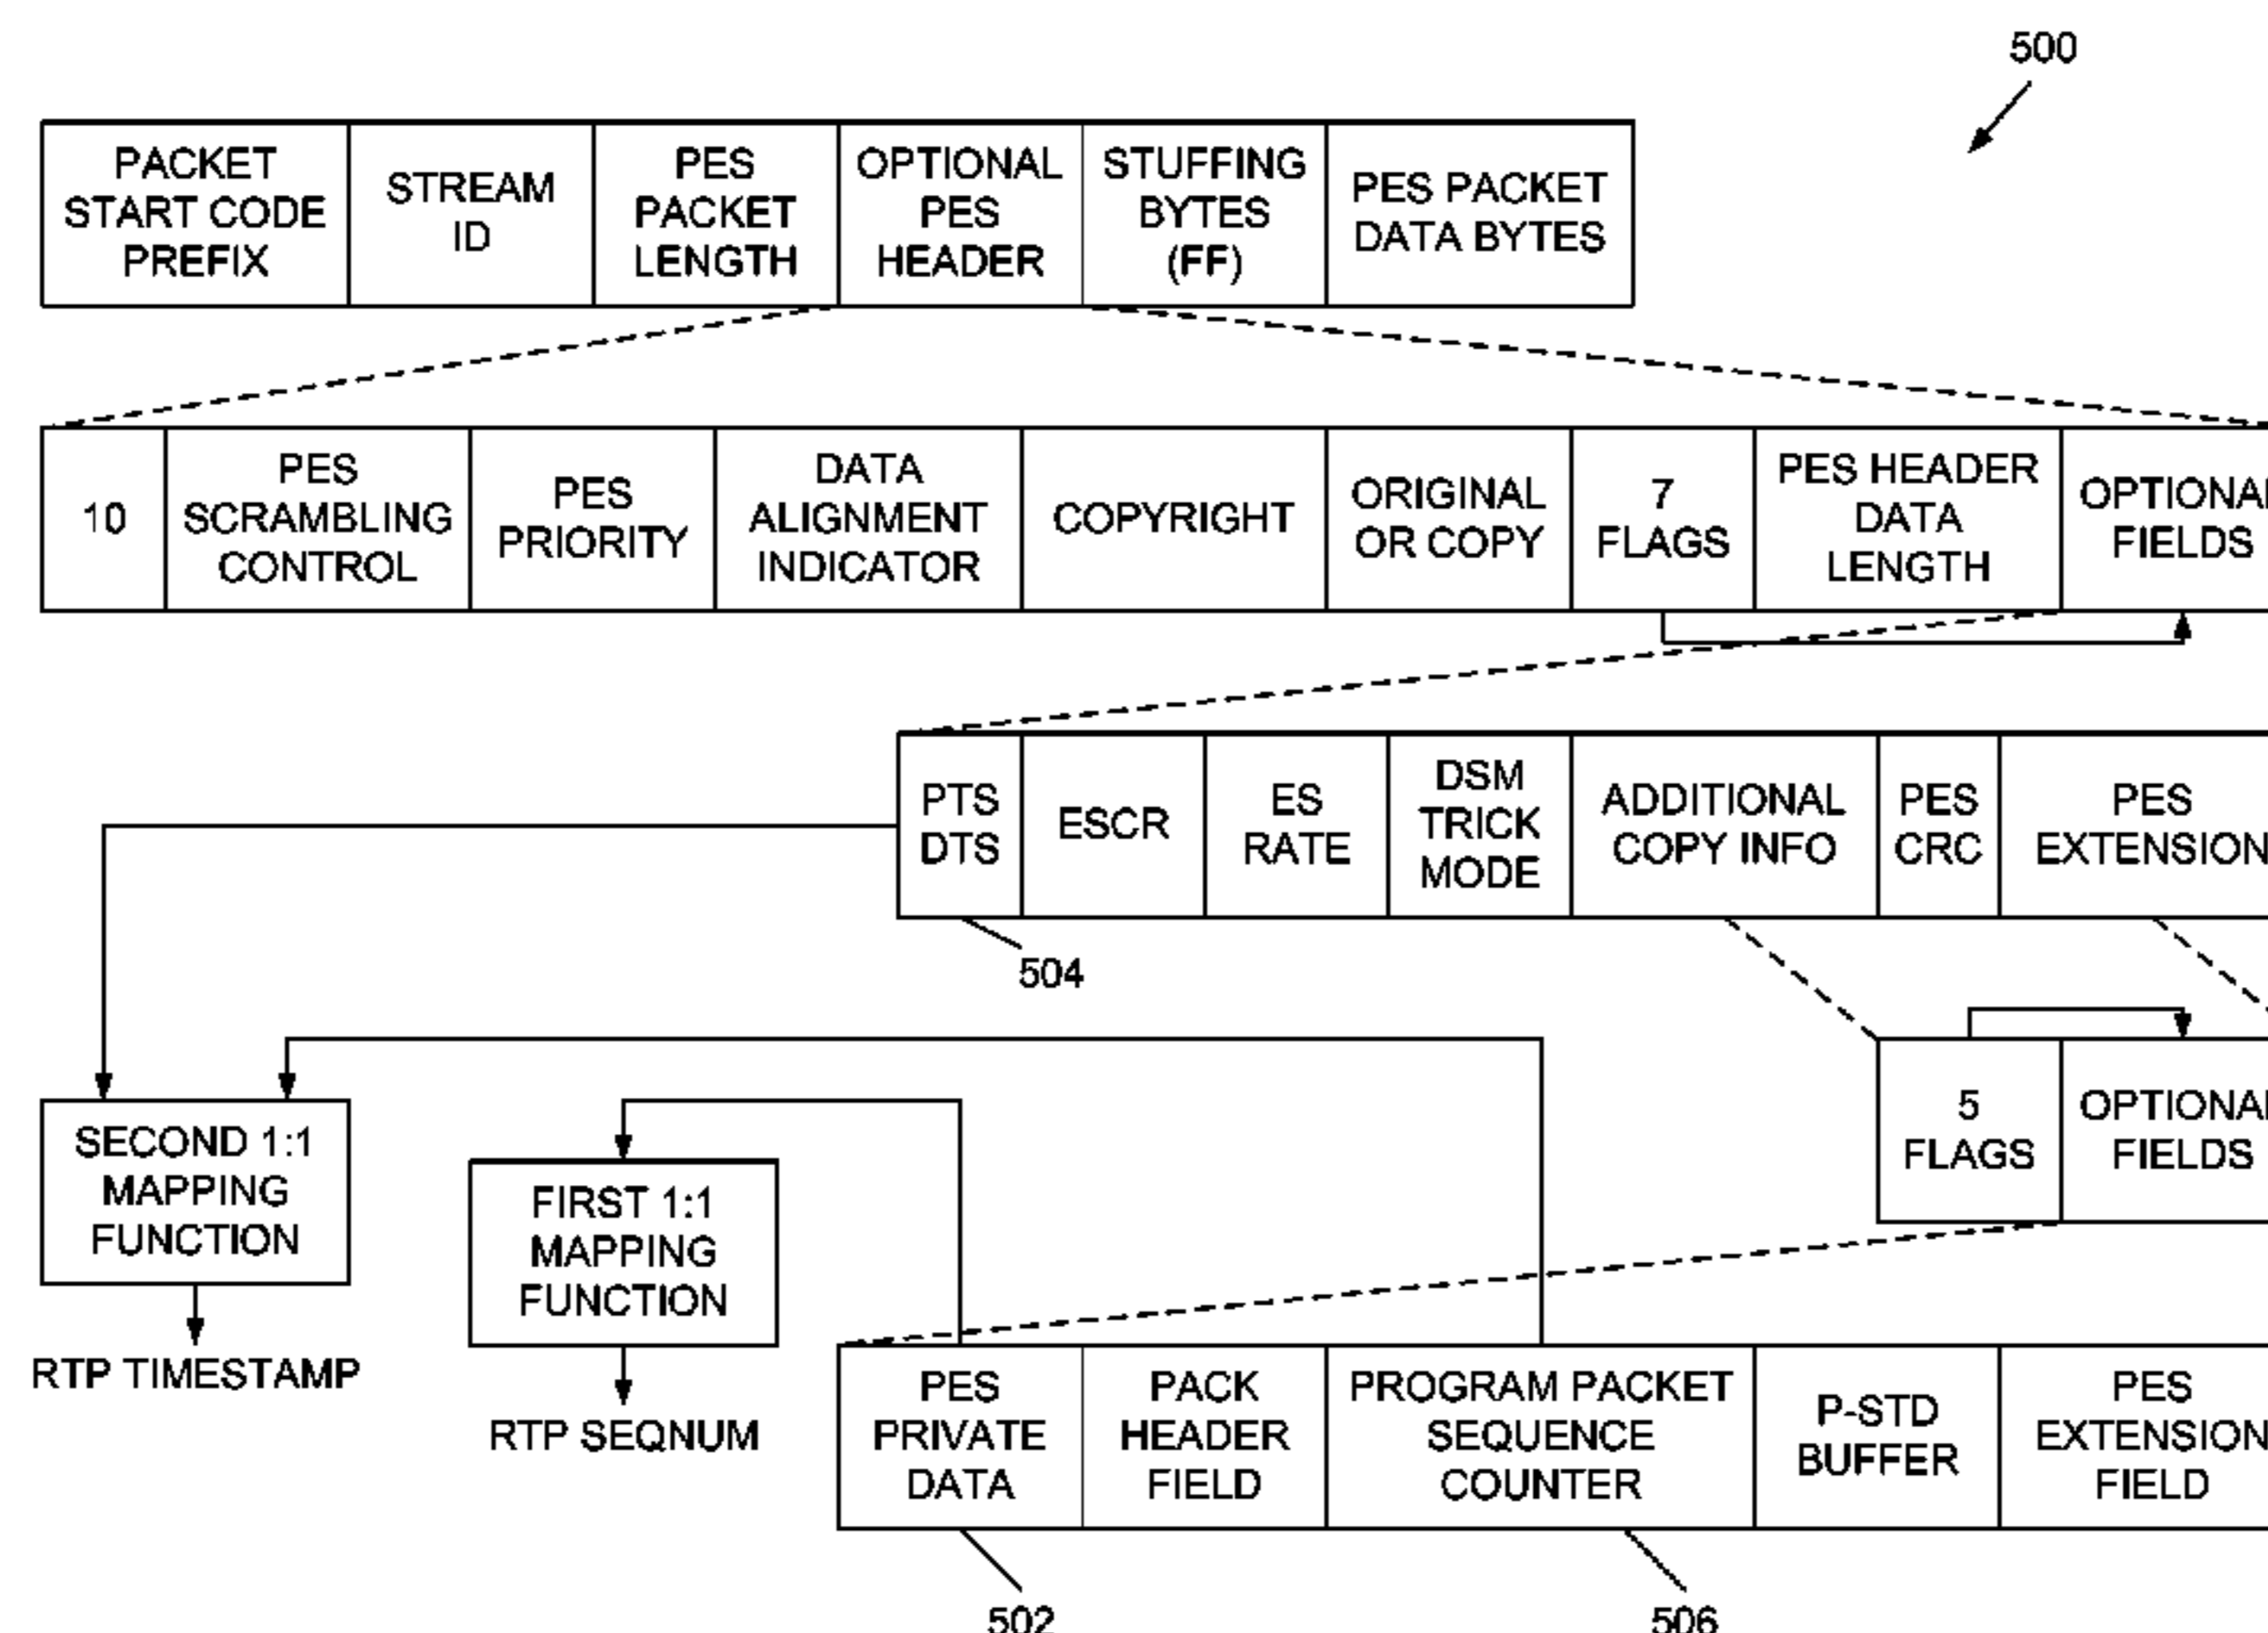 500
PACKET
START CODE
PREFIX
STREAM
ID
PES
PACKET
LENGTH
OPTIONAL
PES
HEADER
STUFFING
BYTES
(FF)
PES PACKET
DATA BYTES
10
PES
SCRAMBLING
CONTROL
PES
PRIORITY
DATA
ALIGNMENT
INDICATOR
COPYRIGHT
ORIGINAL
OR COPY
7
FLAGS
PES HEADER
DATA
LENGTH
OPTIONAL
FIELDS
PTS
DTS
ESCR
ES
RATE
DSM
TRICK
MODE
ADDITIONAL
COPY INFO
PES
CRC
PES
EXTENSION
504
SECOND 1:1
MAPPING
FUNCTION
RTP TIMESTAMP
FIRST 1:1
MAPPING
FUNCTION
RTP SEQNUM
5
FLAGS
OPTIONAL
FIELDS
PES
PRIVATE
DATA
PACK
HEADER
FIELD
PROGRAM PACKET
SEQUENCE
COUNTER
P-STD
BUFFER
PES
EXTENSION
FIELD
502
506